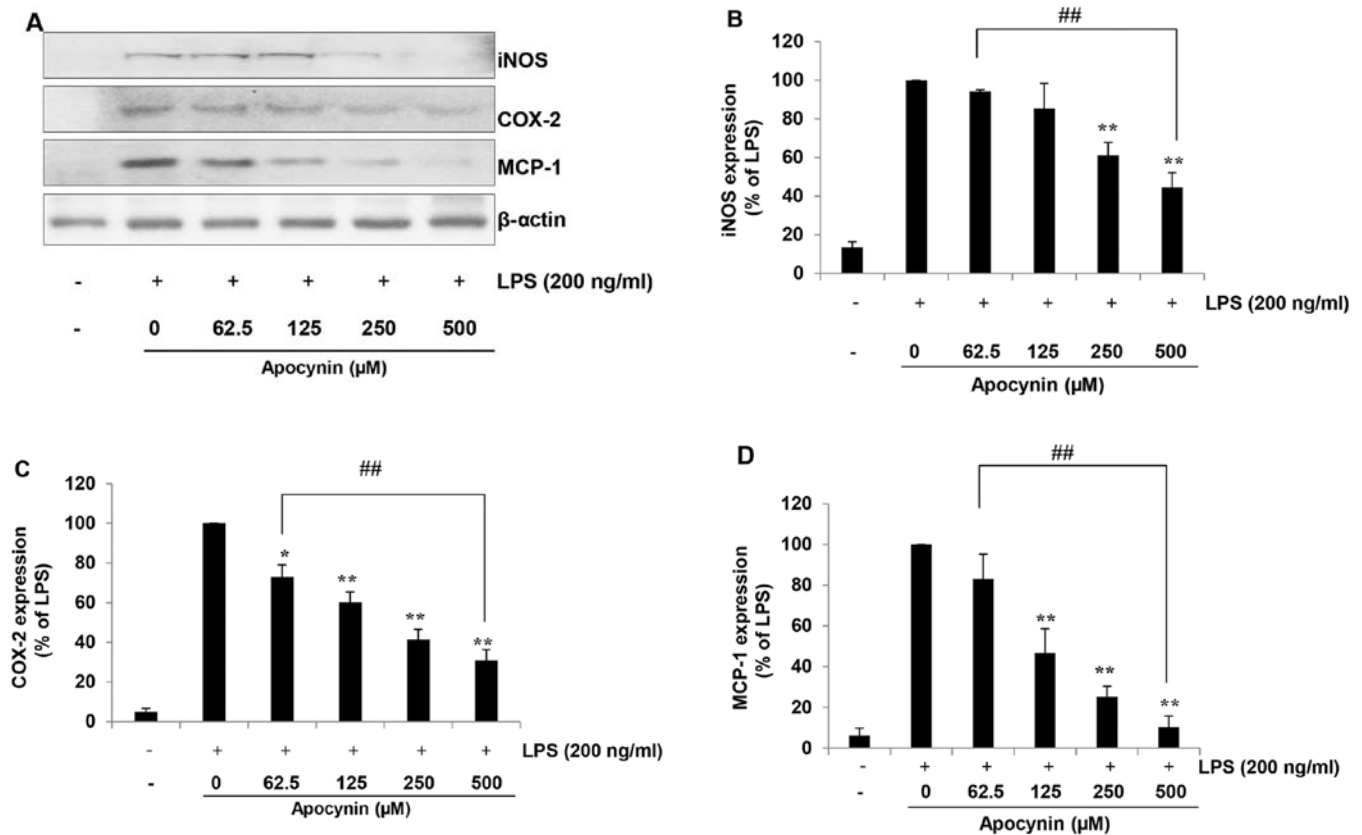 A
iNOS
COX-2
MCP-1
β-actin
- + + + + + LPS (200 ng/ml)
- 0 62.5 125 250 500
Apocynin (µM)
B
##
120
100
80
60
40
20
0
iNOS expression
(% of LPS)
** **
- + + + + + LPS (200 ng/ml)
- 0 62.5 125 250 500
Apocynin (µM)
C
##
120
100
80
60
40
20
0
COX-2 expression
(% of LPS)
* ** ** **
- + + + + + LPS (200 ng/ml)
- 0 62.5 125 250 500
Apocynin (µM)
D
##
120
100
80
60
40
20
0
MCP-1 expression
(% of LPS)
** ** **
- + + + + + LPS (200 ng/ml)
- 0 62.5 125 250 500
Apocynin (µM)